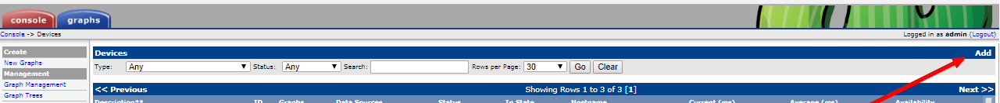 console graphs
Console -> Devices Logged in as admin (Logout)
Create
New Graphs
Management
Graph Management
Graph Trees
Devices Add
Type: Any Status: Any Search: Rows per Page: 30 Go Clear
<< Previous Showing Rows 1 to 3 of 3 [1] Next >>
Description** ID Graphs Data Sources Status In State Hostname Current (ms) Average (ms) Availability